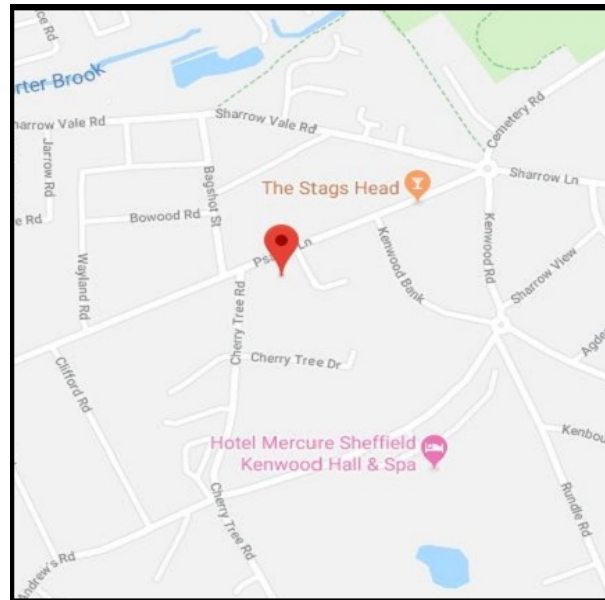 rter Brook
harrow Vale Rd
Sharrow Vale Rd
Cemetery Rd
Jarrow Rd
Bagshot St
The Stags Head
Sharrow Ln
e Rd
Bowood Rd
Wayland Rd
Kenwood Rd
Kenwood Bank
Sharrow View
Cherry Tree Rd
Clifford Rd
Cherry Tree Dr
Hotel Mercure Sheffield
Kenwood Hall & Spa
Kenbou
Rundle Rd
Cherry Tree Rd
Andrew's Rd